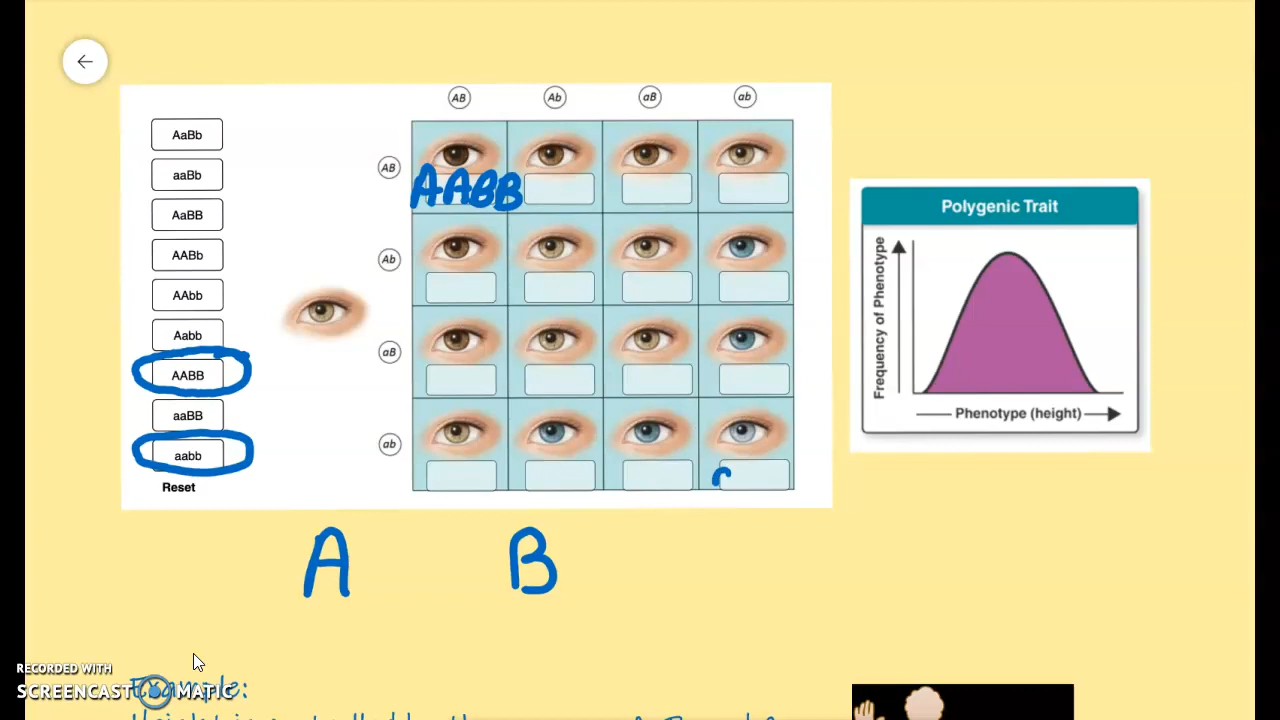 AB Ab aB ab
AaBb
aaBb
AaBB
AABb
AAbb
Aabb
AABB
aaBB
aabb
Reset
AB
AABB
Ab
aB
ab
Polygenic Trait
Frequency of Phenotype
Phenotype (height)
A B
RECORDED WITH
SCREENCAST MATIC
Example: